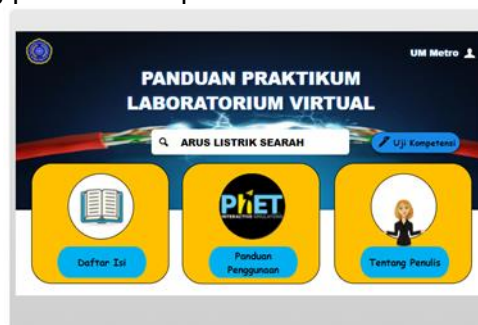 UM Metro
PANDUAN PRAKTIKUM
LABORATORIUM VIRTUAL
ARUS LISTRIK SEARAH
Uji Kompetensi
PhET
INTERACTIVE SIMULATIONS
Daftar Isi
Panduan
Penggunaan
Tentang Penulis